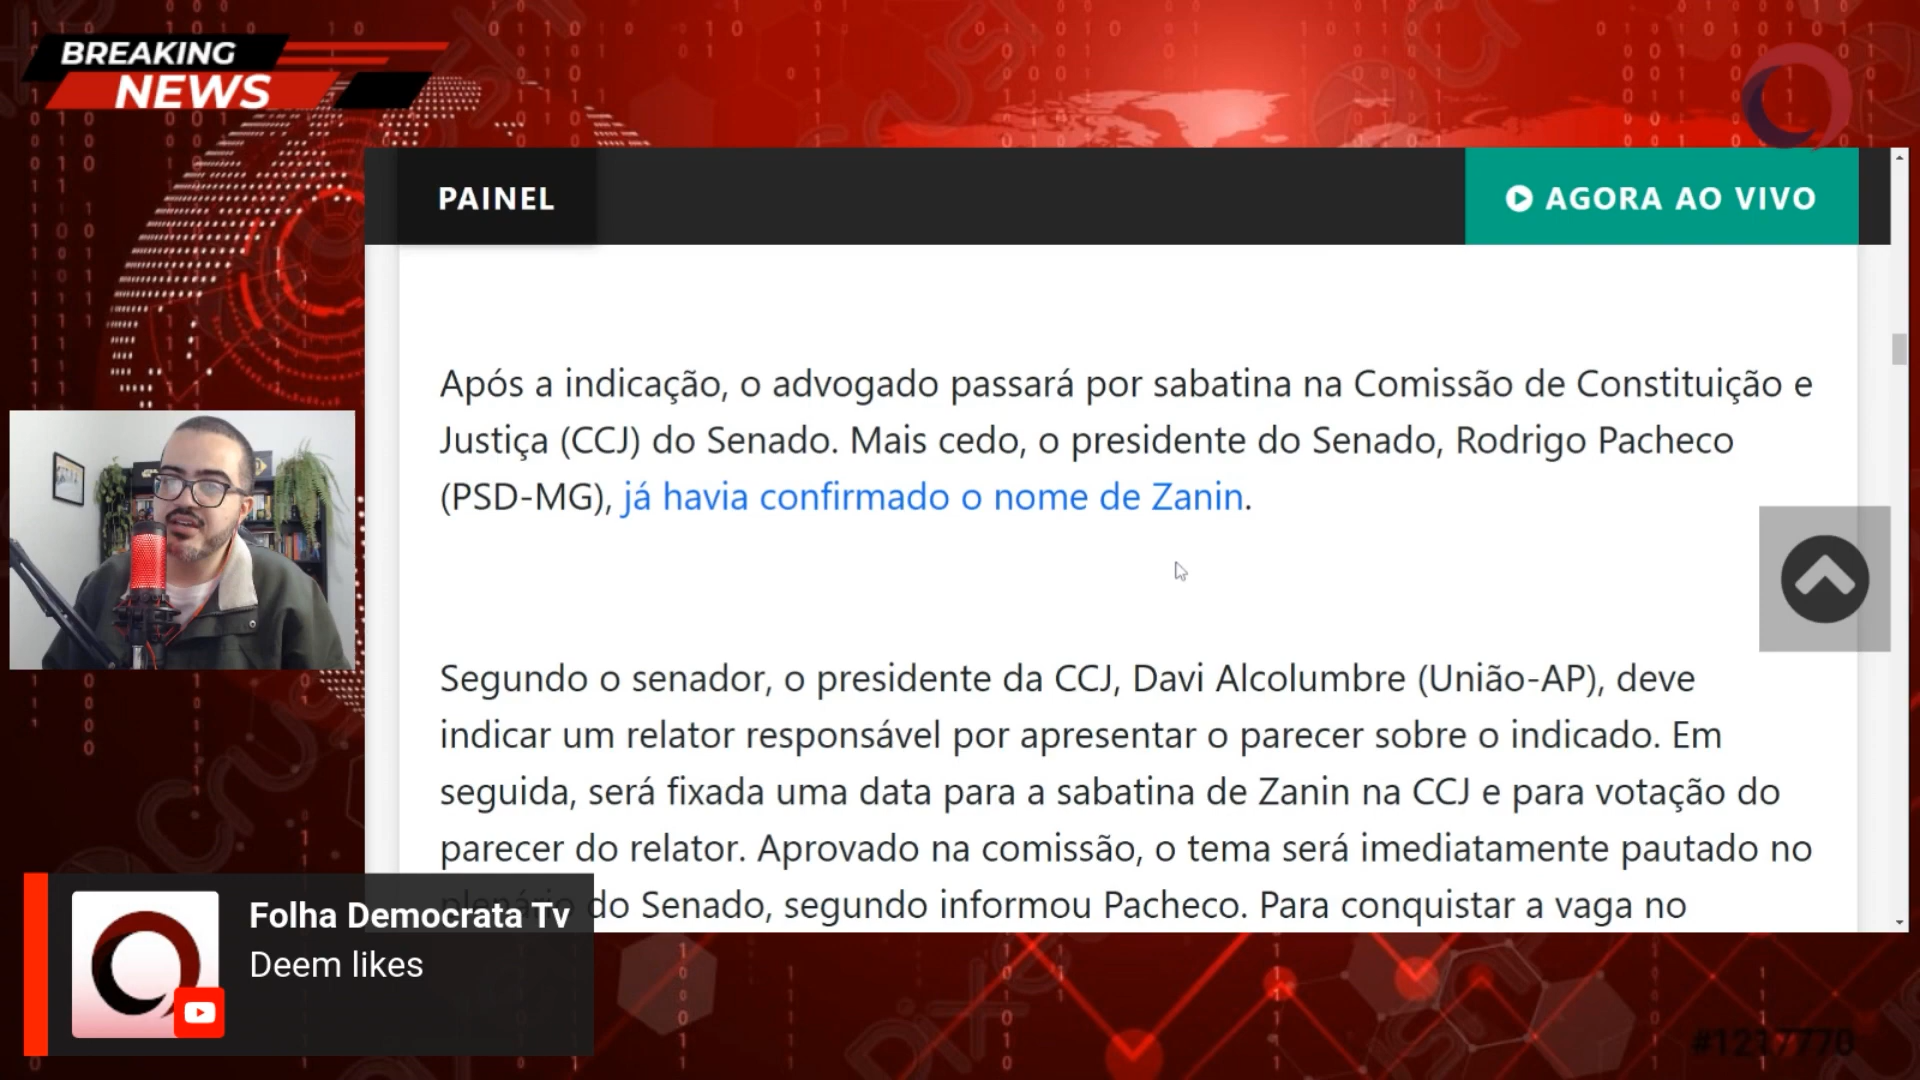 BREAKING
NEWS
PAINEL
AGORA AO VIVO
Após a indicação, o advogado passará por sabatina na Comissão de Constituição e
Justiça (CCJ) do Senado. Mais cedo, o presidente do Senado, Rodrigo Pacheco
(PSD-MG), já havia confirmado o nome de Zanin.
Segundo o senador, o presidente da CCJ, Davi Alcolumbre (União-AP), deve
indicar um relator responsável por apresentar o parecer sobre o indicado. Em
seguida, será fixada uma data para a sabatina de Zanin na CCJ e para votação do
parecer do relator. Aprovado na comissão, o tema será imediatamente pautado no
plenário do Senado, segundo informou Pacheco. Para conquistar a vaga no
Folha Democrata Tv
Deem likes
#1217770